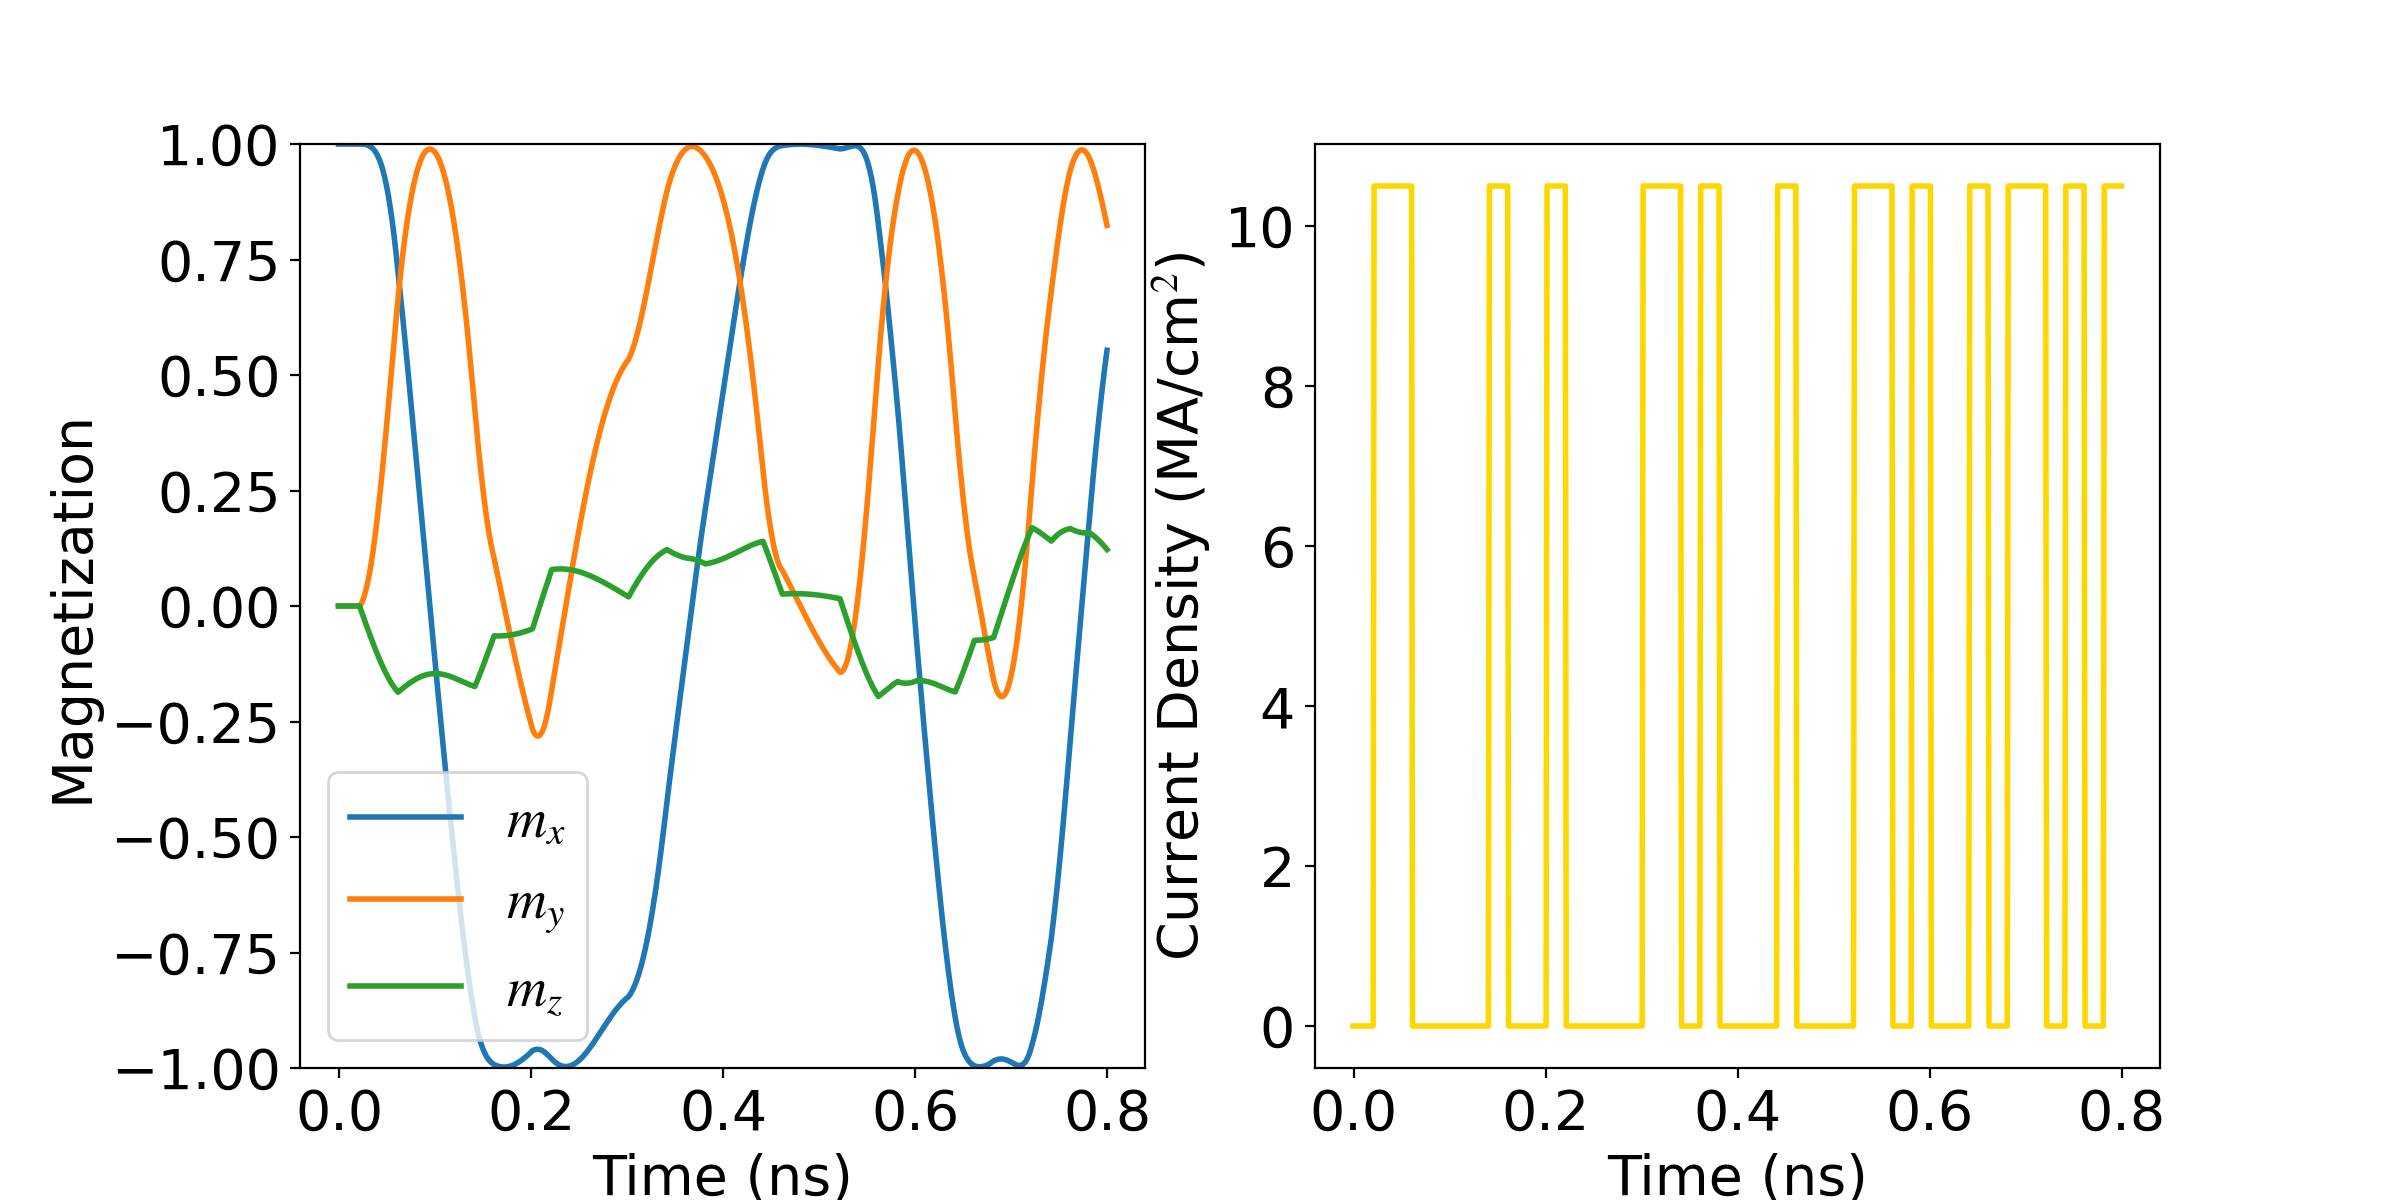 Magnetization
1.00
0.75
0.50
0.25
0.00
−0.25
−0.50
−0.75
−1.00
m_x
m_y
m_z
0.0 0.2 0.4 0.6 0.8
Time (ns)
Current Density (MA/cm²)
10
8
6
4
2
0
0.0 0.2 0.4 0.6 0.8
Time (ns)